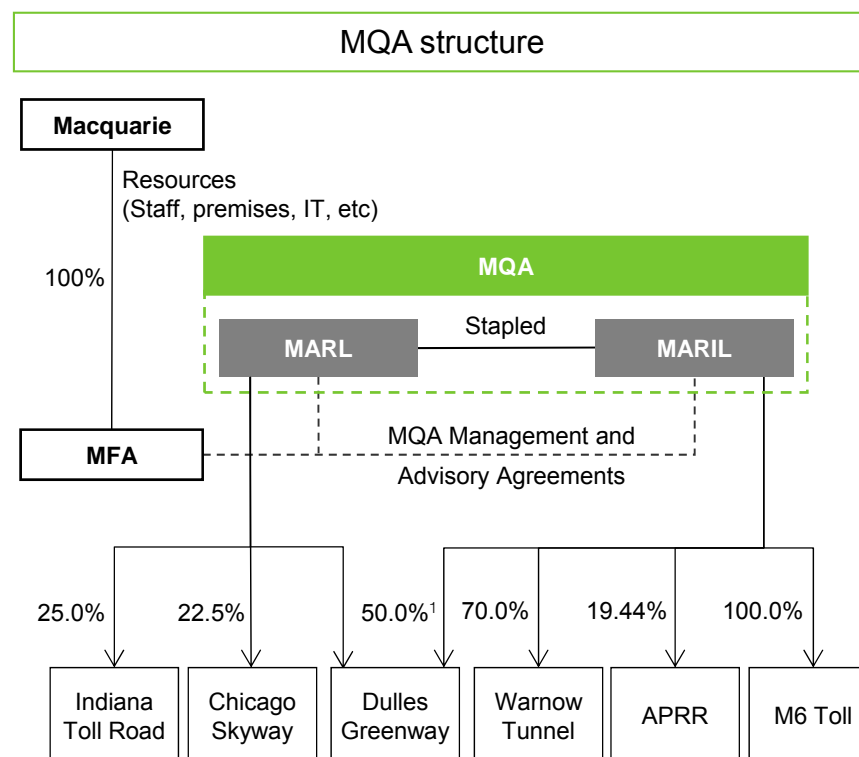 MQA structure
Macquarie
Resources
(Staff, premises, IT, etc)
100%
MQA
MARL
Stapled
MARIL
MFA
MQA Management and
Advisory Agreements
25.0%
22.5%
50.0%¹
70.0%
19.44%
100.0%
Indiana
Toll Road
Chicago
Skyway
Dulles
Greenway
Warnow
Tunnel
APRR
M6 Toll